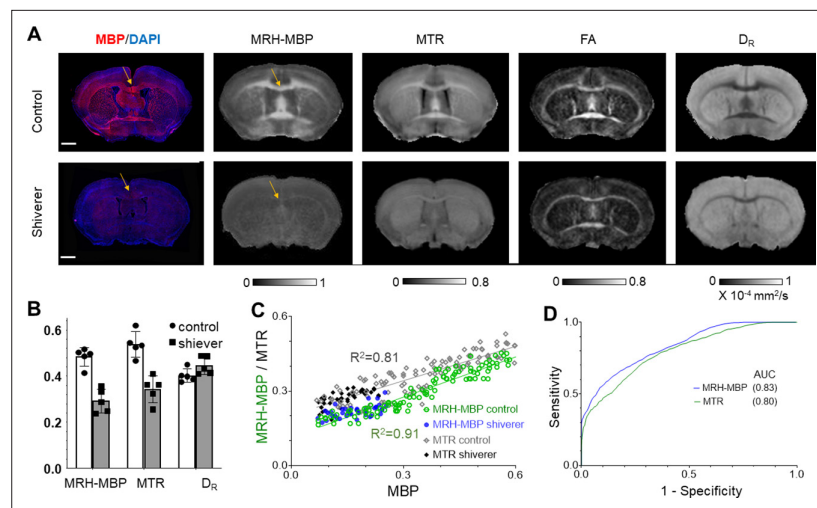 A
MBP/DAPI
MRH-MBP
MTR
FA
DR
Control
Shiverer
0 1
0 0.8
0 0.8
0 1
X 10-4 mm2/s
B
0.6
0.4
0.2
0.0
control
shiever
MRH-MBP MTR DR
C
MRH-MBP / MTR
0.6
0.3
0.0
R2=0.81
R2=0.91
MRH-MBP control
MRH-MBP shiverer
MTR control
MTR shiverer
0.0 0.3 0.6
MBP
D
Sensitivity
1.0
0.5
0.0
AUC
MRH-MBP (0.83)
MTR (0.80)
0.0 0.5 1.0
1 - Specificity